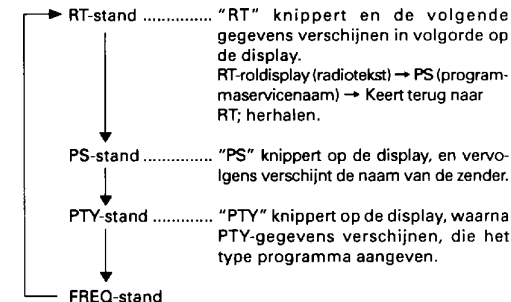 RT-stand .............. "RT" knippert en de volgende
gegevens verschijnen in volgorde op
de display.
RT-roldisplay (radiotekst) → PS (program-
maservicenaam) → Keert terug naar
RT; herhalen.
PS-stand .............. "PS" knippert op de display, en vervo-
lgens verschijnt de naam van de zender.
PTY-stand ............. "PTY" knippert op de display, waarna
PTY-gegevens verschijnen, die het
type programma aangeven.
FREQ-stand